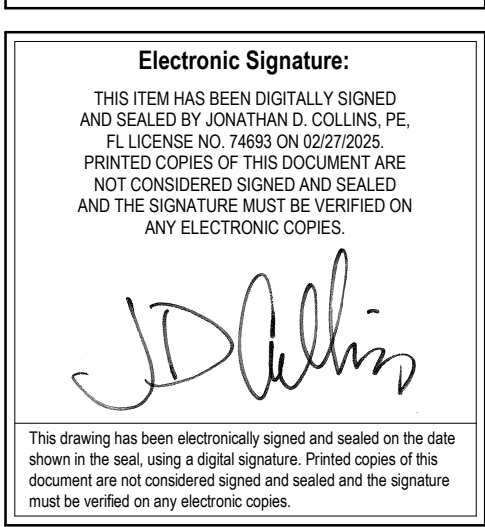 Electronic Signature:
THIS ITEM HAS BEEN DIGITALLY SIGNED
AND SEALED BY JONATHAN D. COLLINS, PE,
FL LICENSE NO. 74693 ON 02/27/2025.
PRINTED COPIES OF THIS DOCUMENT ARE
NOT CONSIDERED SIGNED AND SEALED
AND THE SIGNATURE MUST BE VERIFIED ON
ANY ELECTRONIC COPIES.
JD Collins
This drawing has been electronically signed and sealed on the date
shown in the seal, using a digital signature. Printed copies of this
document are not considered signed and sealed and the signature
must be verified on any electronic copies.